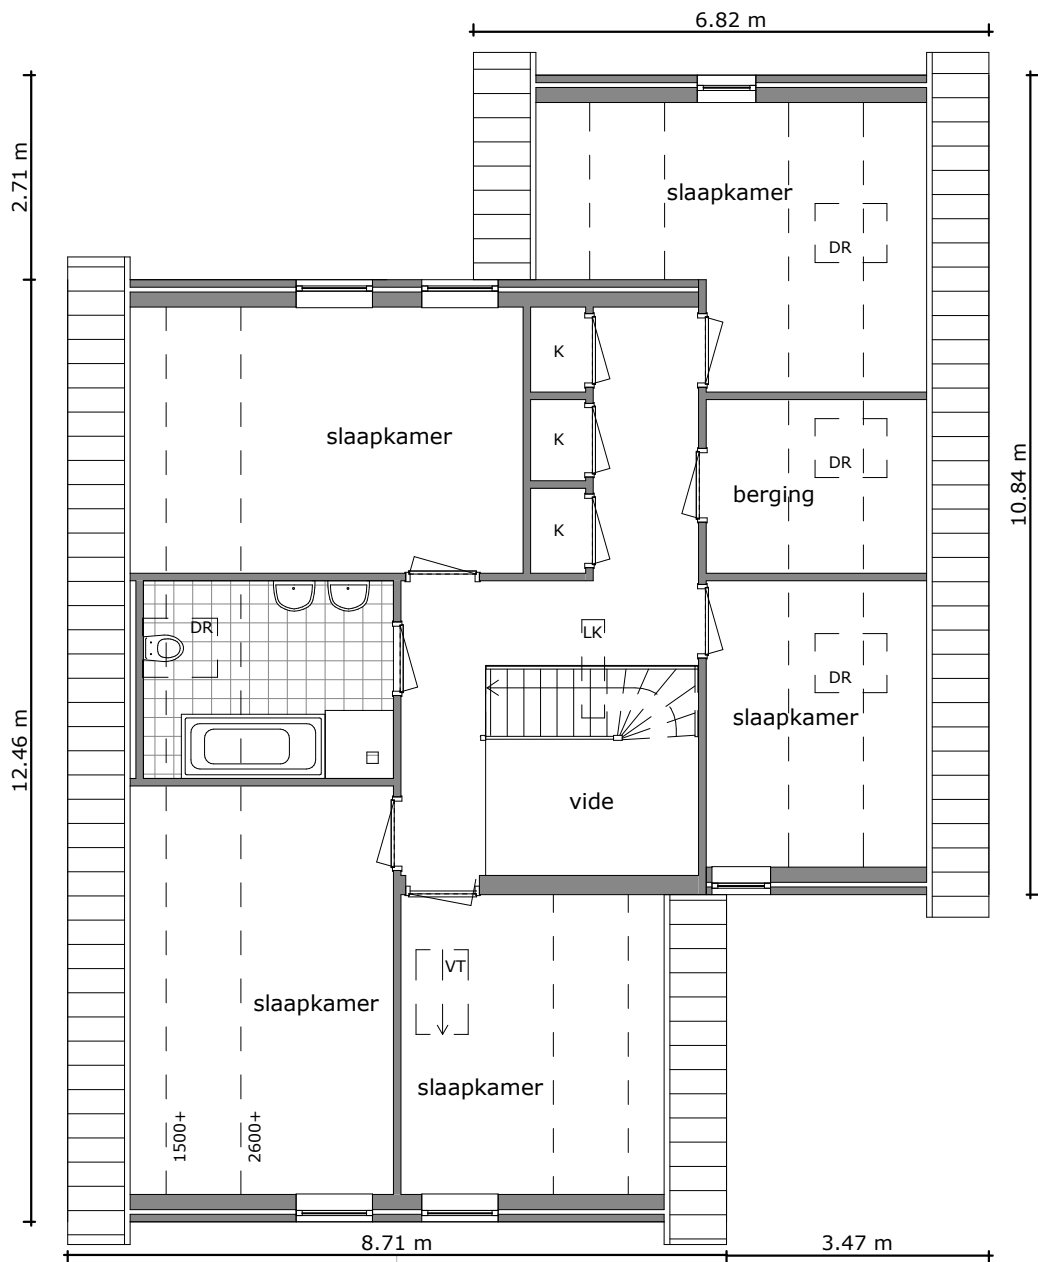 6.82 m
2.71 m
slaapkamer
DR
K
slaapkamer
K
DR
berging
10.84 m
K
DR
LK
DR
slaapkamer
12.46 m
vide
VT
slaapkamer
slaapkamer
1500+
2600+
8.71 m
3.47 m